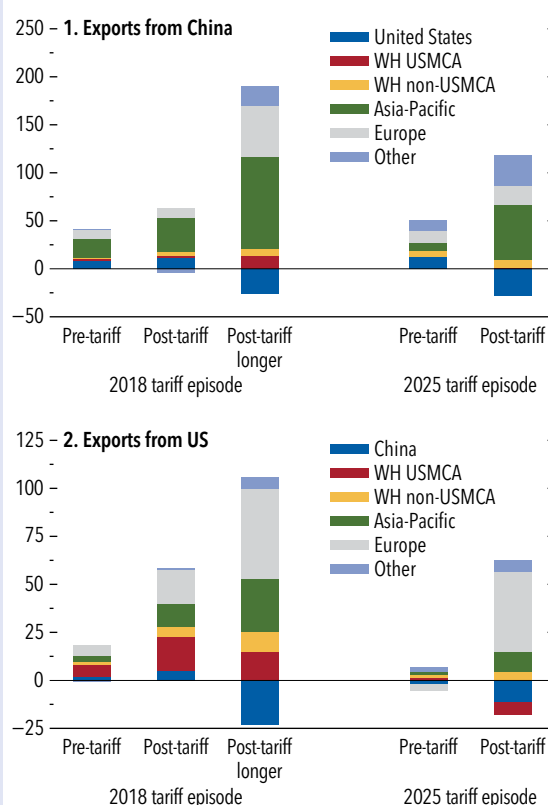 1. Exports from China
250
200
150
100
50
0
−50
United States
WH USMCA
WH non-USMCA
Asia-Pacific
Europe
Other
Pre-tariff Post-tariff Post-tariff longer Pre-tariff Post-tariff
2018 tariff episode 2025 tariff episode
2. Exports from US
125
100
75
50
25
0
−25
China
WH USMCA
WH non-USMCA
Asia-Pacific
Europe
Other
Pre-tariff Post-tariff Post-tariff longer Pre-tariff Post-tariff
2018 tariff episode 2025 tariff episode